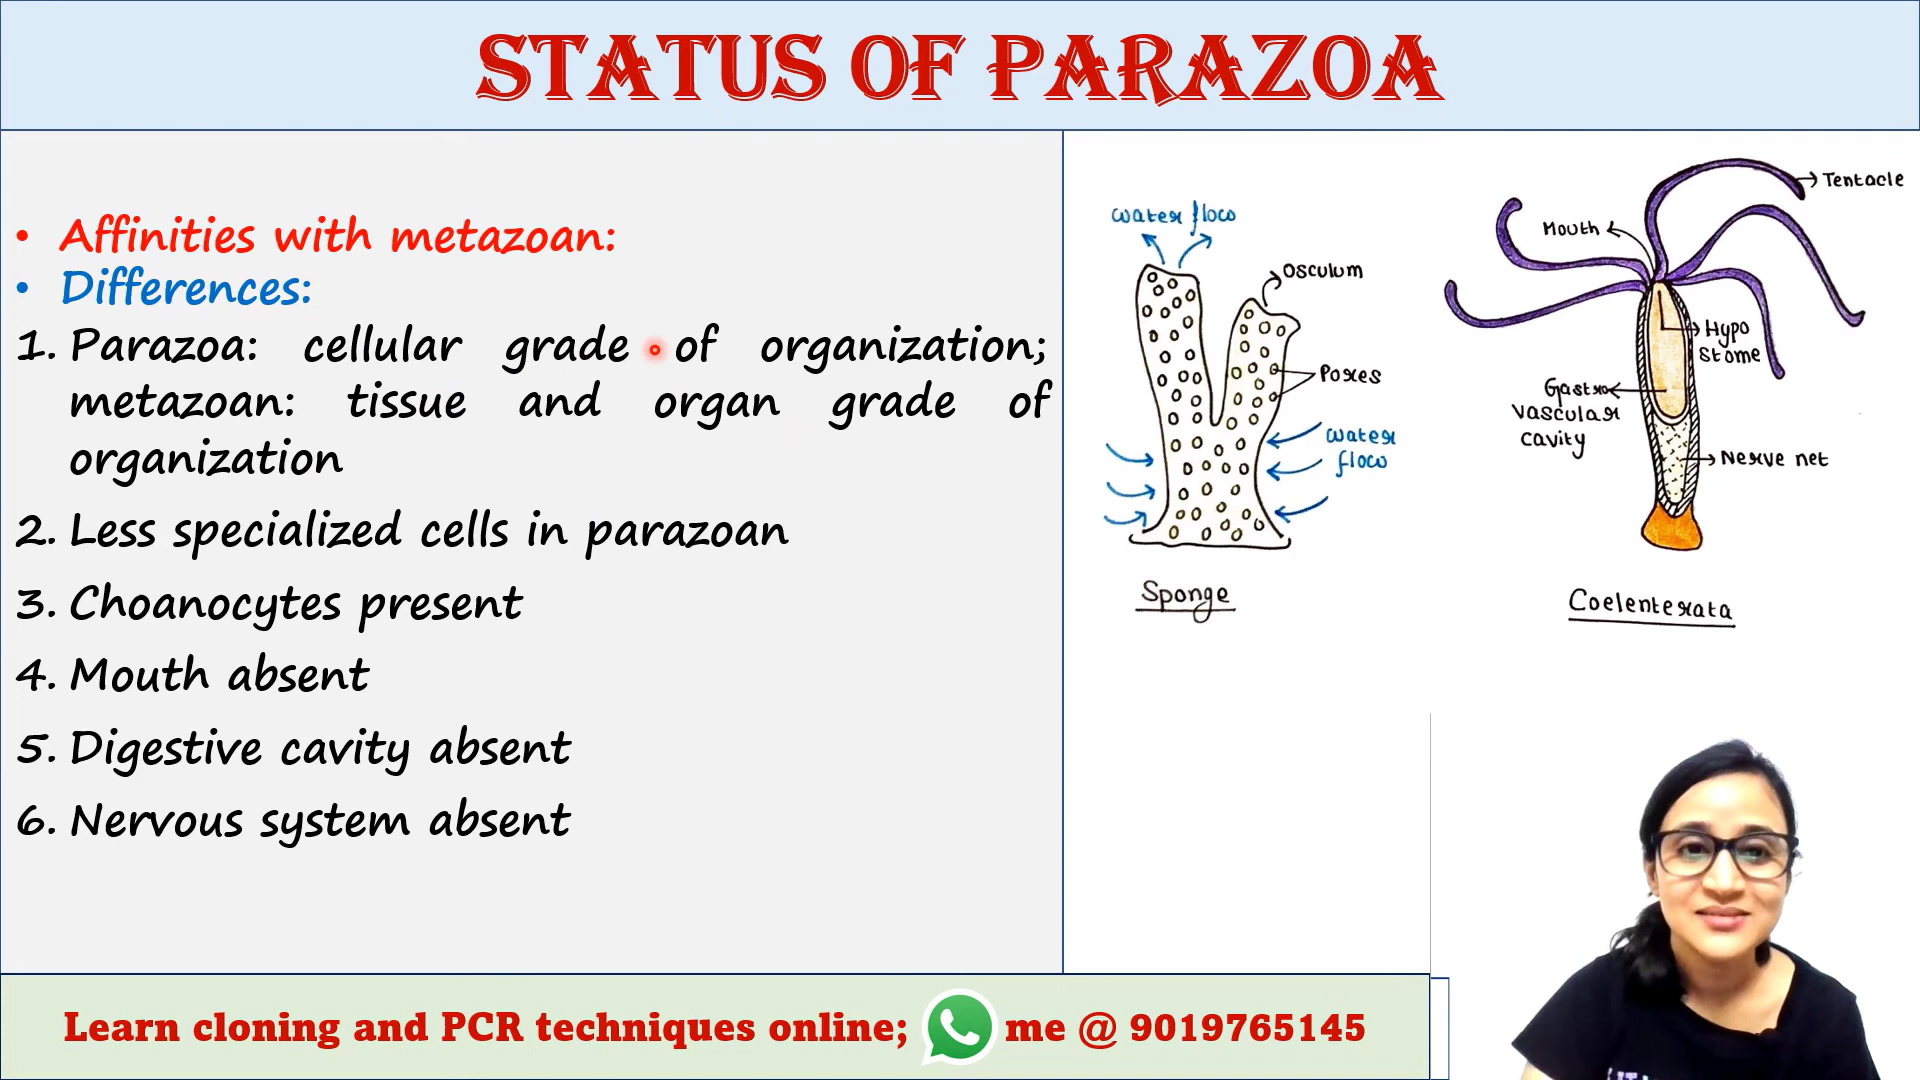 STATUS OF PARAZOA
• Affinities with metazoan:
• Differences:
1. Parazoa: cellular grade of organization;
metazoan: tissue and organ grade of
organization
2. Less specialized cells in parazoan
3. Choanocytes present
4. Mouth absent
5. Digestive cavity absent
6. Nervous system absent
water flow
Osculum
Pores
water
flow
Sponge
Tentacle
Mouth
Hypo
stome
Gastro
vascular
cavity
Nerve net
Coelenterata
Learn cloning and PCR techniques online; me @ 9019765145